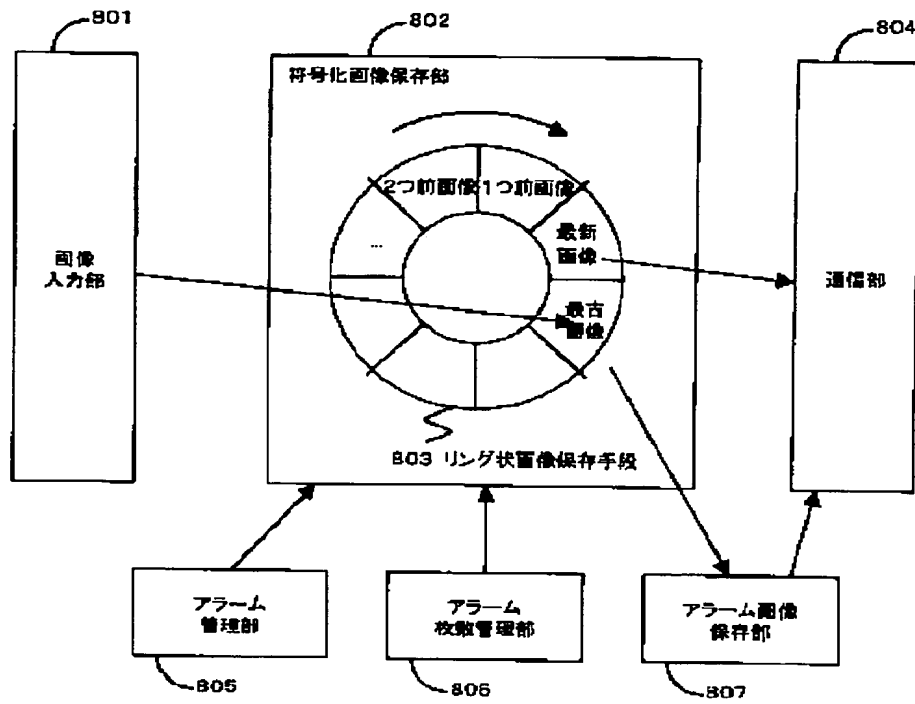 801
802
804
符号化画像保存部
2つ前画像
1つ前画像
…
最新
画像
最古
画像
画像
入力部
通信部
803 リング状画像保存手段
アラーム
管理部
アラーム
枚数管理部
アラーム画像
保存部
805
806
807